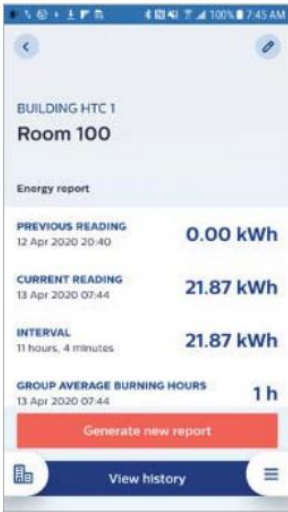 100% 7:45 AM
BUILDING HTC 1
Room 100
Energy report
PREVIOUS READING
12 Apr 2020 20:40
0.00 kWh
CURRENT READING
13 Apr 2020 07:44
21.87 kWh
INTERVAL
11 hours, 4 minutes
21.87 kWh
GROUP AVERAGE BURNING HOURS
13 Apr 2020 07:44
1 h
Generate new report
View history